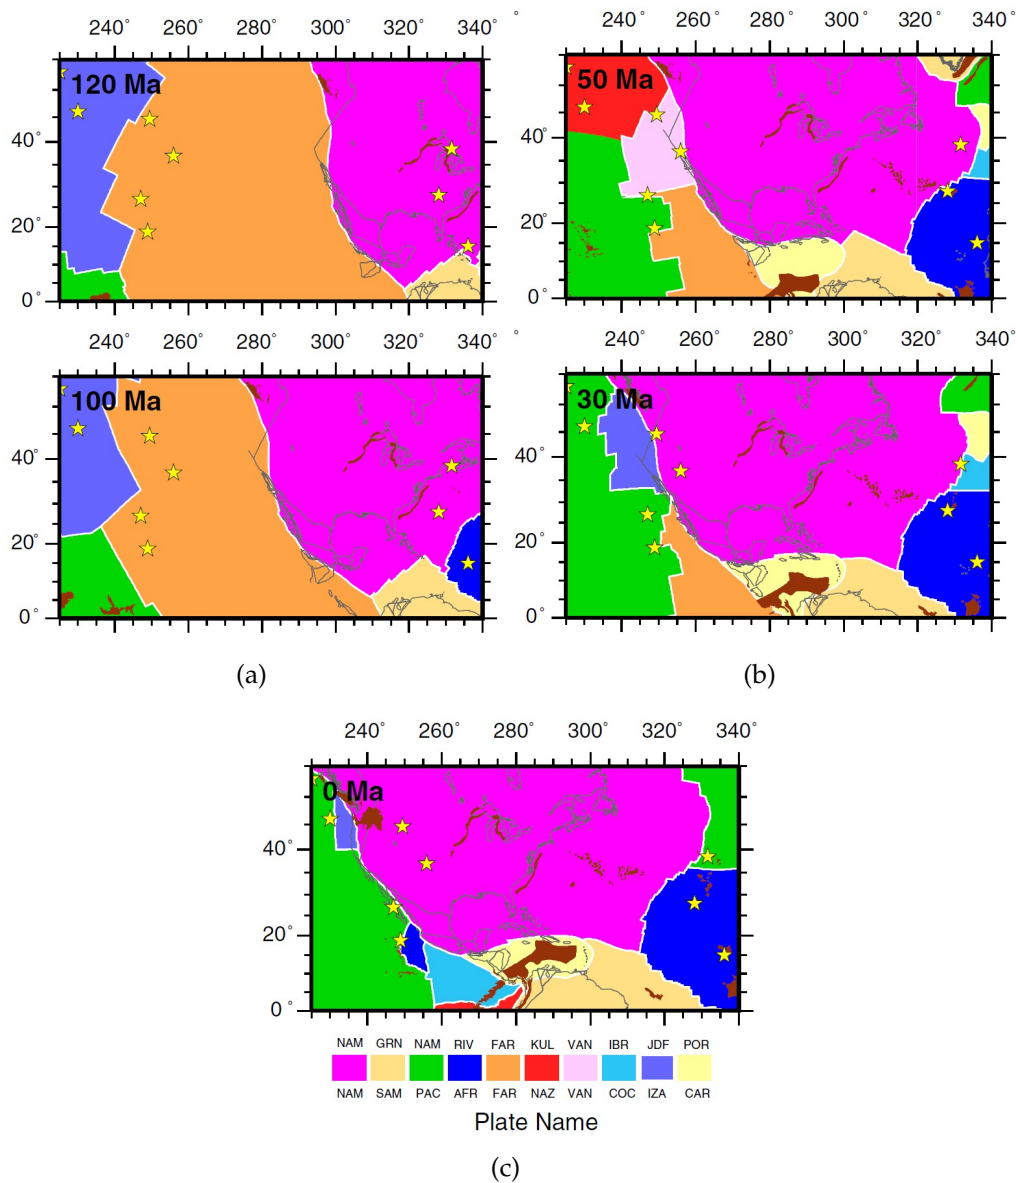 240° 260° 280° 300° 320° 340°
120 Ma
40°
20°
0°
240° 260° 280° 300° 320° 340°
100 Ma
40°
20°
0°
(a)
° 240° 260° 280° 300° 320° 340°
50 Ma
40°
20°
0°
° 240° 260° 280° 300° 320° 340°
30 Ma
40°
20°
0°
(b)
240° 260° 280° 300° 320° 340°
0 Ma
40°
20°
0°
NAM GRN NAM RIV FAR KUL VAN IBR JDF POR
NAM SAM PAC AFR FAR NAZ VAN COC IZA CAR
Plate Name
(c)